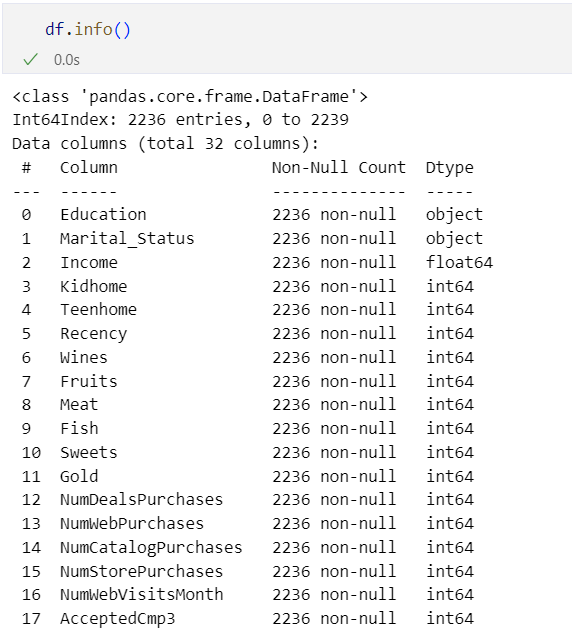 df.info()
0.0s
<class 'pandas.core.frame.DataFrame'>
Int64Index: 2236 entries, 0 to 2239
Data columns (total 32 columns):
 #   Column               Non-Null Count  Dtype
---  ------               --------------  -----
 0   Education            2236 non-null   object
 1   Marital_Status       2236 non-null   object
 2   Income               2236 non-null   float64
 3   Kidhome              2236 non-null   int64
 4   Teenhome             2236 non-null   int64
 5   Recency              2236 non-null   int64
 6   Wines                2236 non-null   int64
 7   Fruits               2236 non-null   int64
 8   Meat                 2236 non-null   int64
 9   Fish                 2236 non-null   int64
 10  Sweets               2236 non-null   int64
 11  Gold                 2236 non-null   int64
 12  NumDealsPurchases    2236 non-null   int64
 13  NumWebPurchases      2236 non-null   int64
 14  NumCatalogPurchases  2236 non-null   int64
 15  NumStorePurchases    2236 non-null   int64
 16  NumWebVisitsMonth    2236 non-null   int64
 17  AcceptedCmp3         2236 non-null   int64